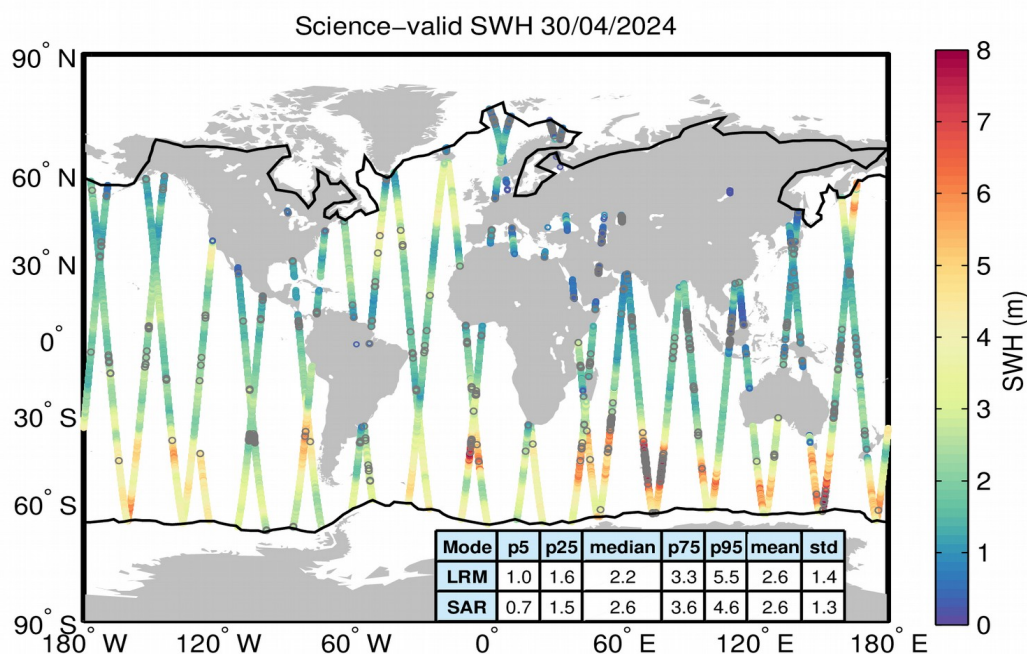 Science−valid SWH 30/04/2024
90° N
60° N
30° N
0°
30° S
60° S
90° S
180° W
120° W
60° W
0°
60° E
120° E
180° E
Mode p5 p25 median p75 p95 mean std
LRM 1.0 1.6 2.2 3.3 5.5 2.6 1.4
SAR 0.7 1.5 2.6 3.6 4.6 2.6 1.3
8
7
6
5
4
3
2
1
0
SWH (m)